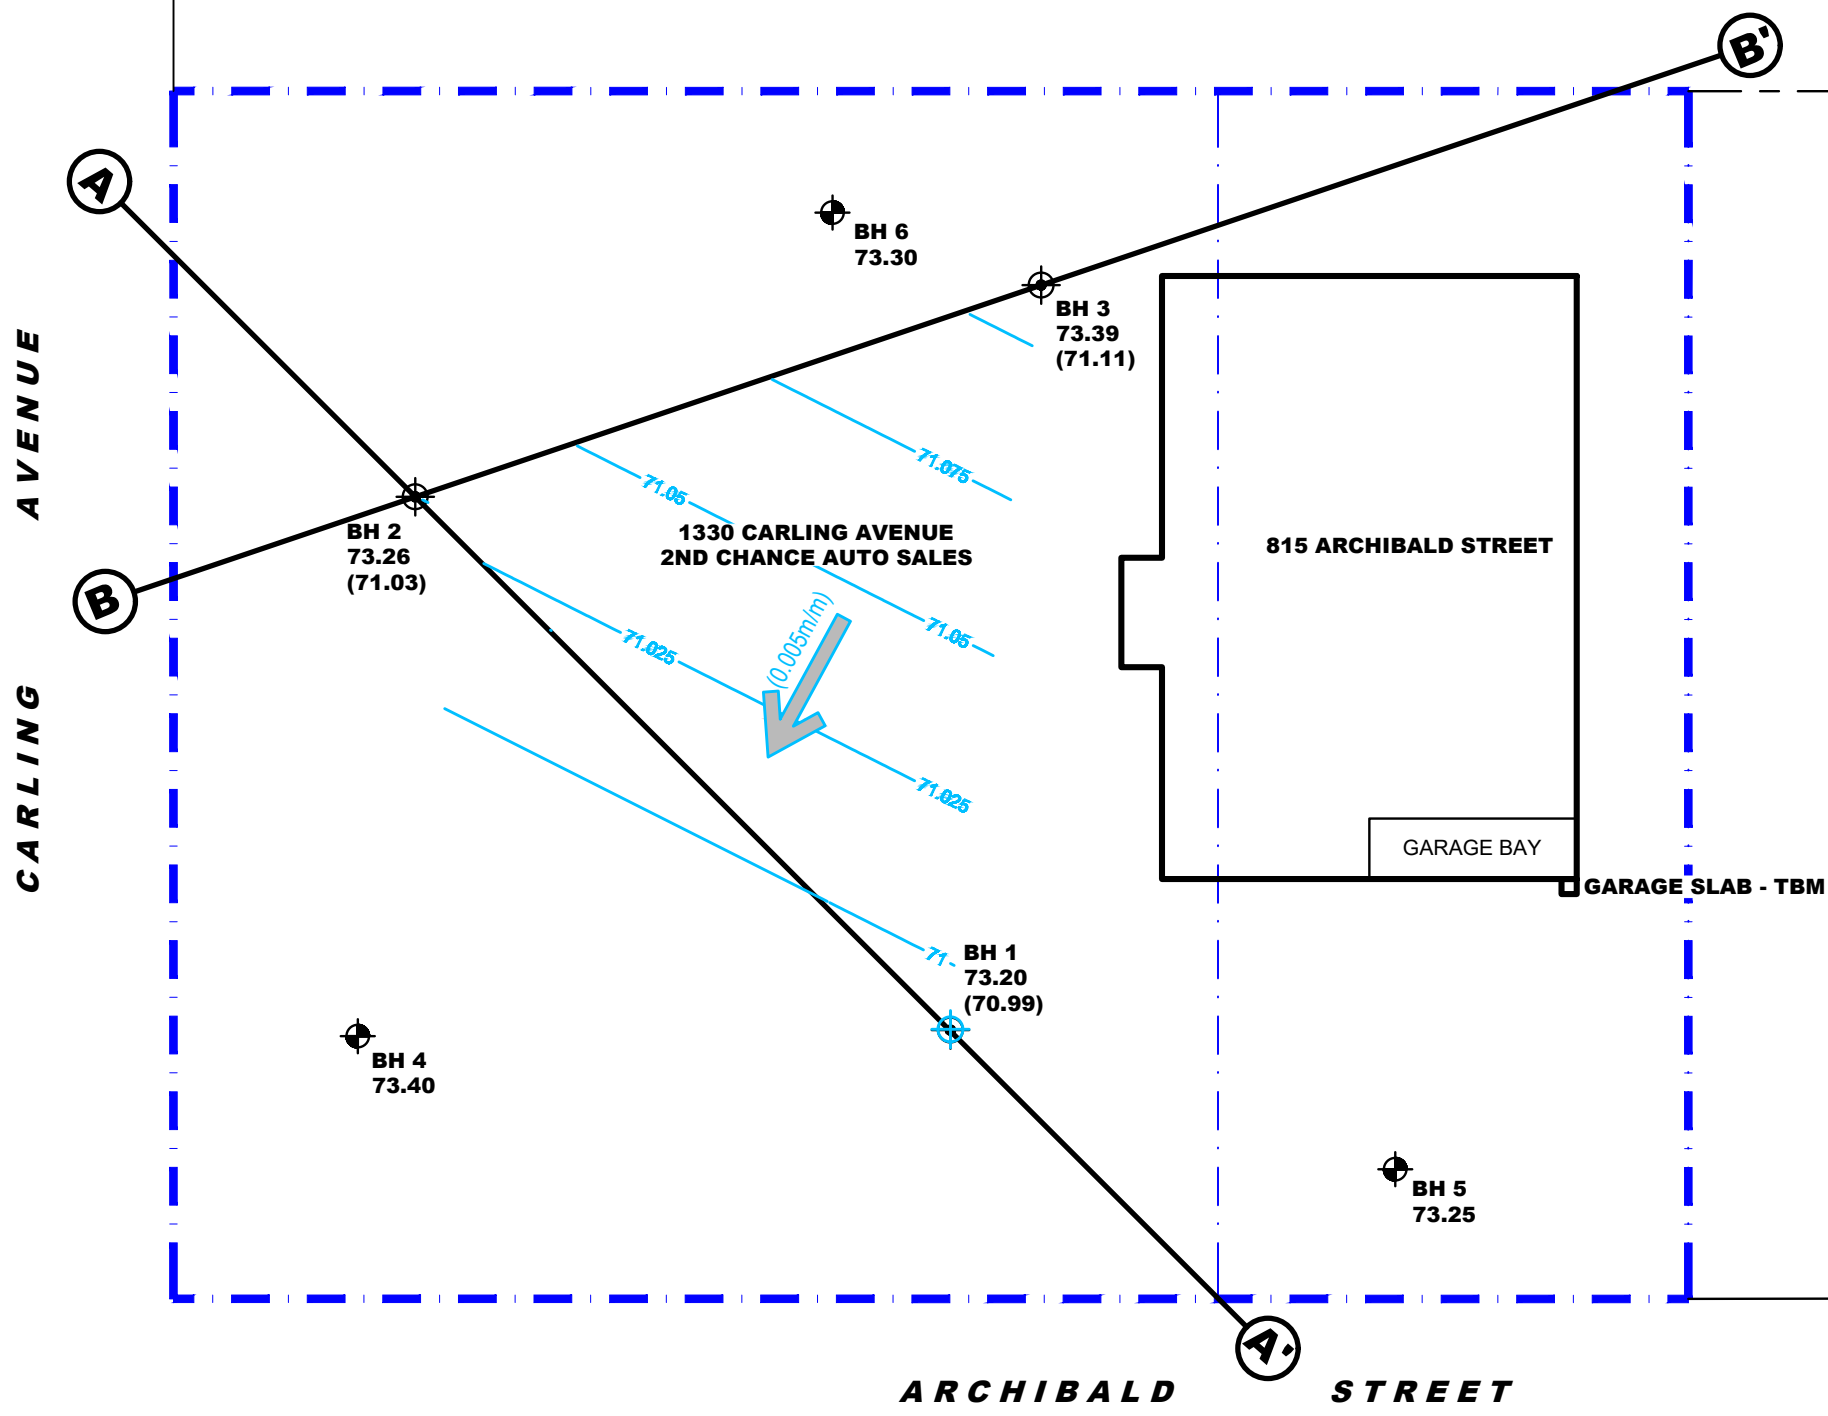 B'
A
BH 6
73.30
BH 3
73.39
(71.11)
AVENUE
71.075
71.05
1330 CARLING AVENUE
2ND CHANCE AUTO SALES
815 ARCHIBALD STREET
BH 2
73.26
(71.03)
B
(0.005m/m)
71.05
71.025
CARLING
71.025
GARAGE BAY
GARAGE SLAB - TBM
71
BH 1
73.20
(70.99)
BH 4
73.40
BH 5
73.25
A'
ARCHIBALD STREET